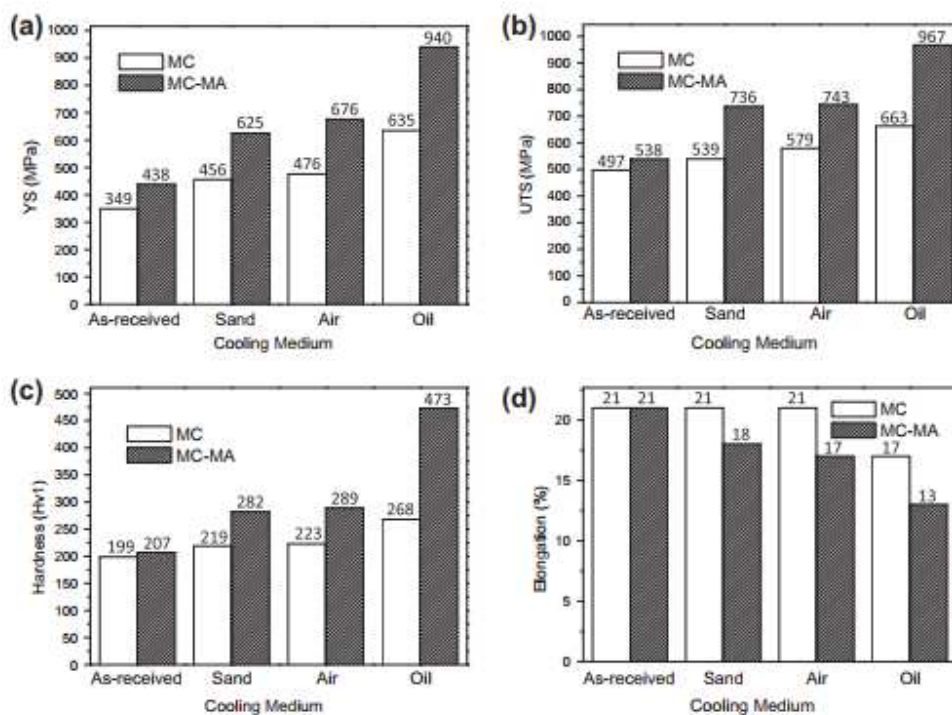 (a)
MC
MC-MA
1000
900
800
700
600
500
400
300
200
100
0
YS (MPa)
349
438
456
625
476
676
635
940
As-received Sand Air Oil
Cooling Medium
(b)
MC
MC-MA
1000
900
800
700
600
500
400
300
200
100
0
UTS (MPa)
497
538
539
736
579
743
663
967
As-received Sand Air Oil
Cooling Medium
(c)
MC
MC-MA
500
450
400
350
300
250
200
150
100
50
0
Hardness (Hv1)
199
207
219
282
223
289
268
473
As-received Sand Air Oil
Cooling Medium
(d)
MC
MC-MA
20
15
10
5
0
Elongation (%)
21
21
21
18
21
17
17
13
As-received Sand Air Oil
Cooling Medium